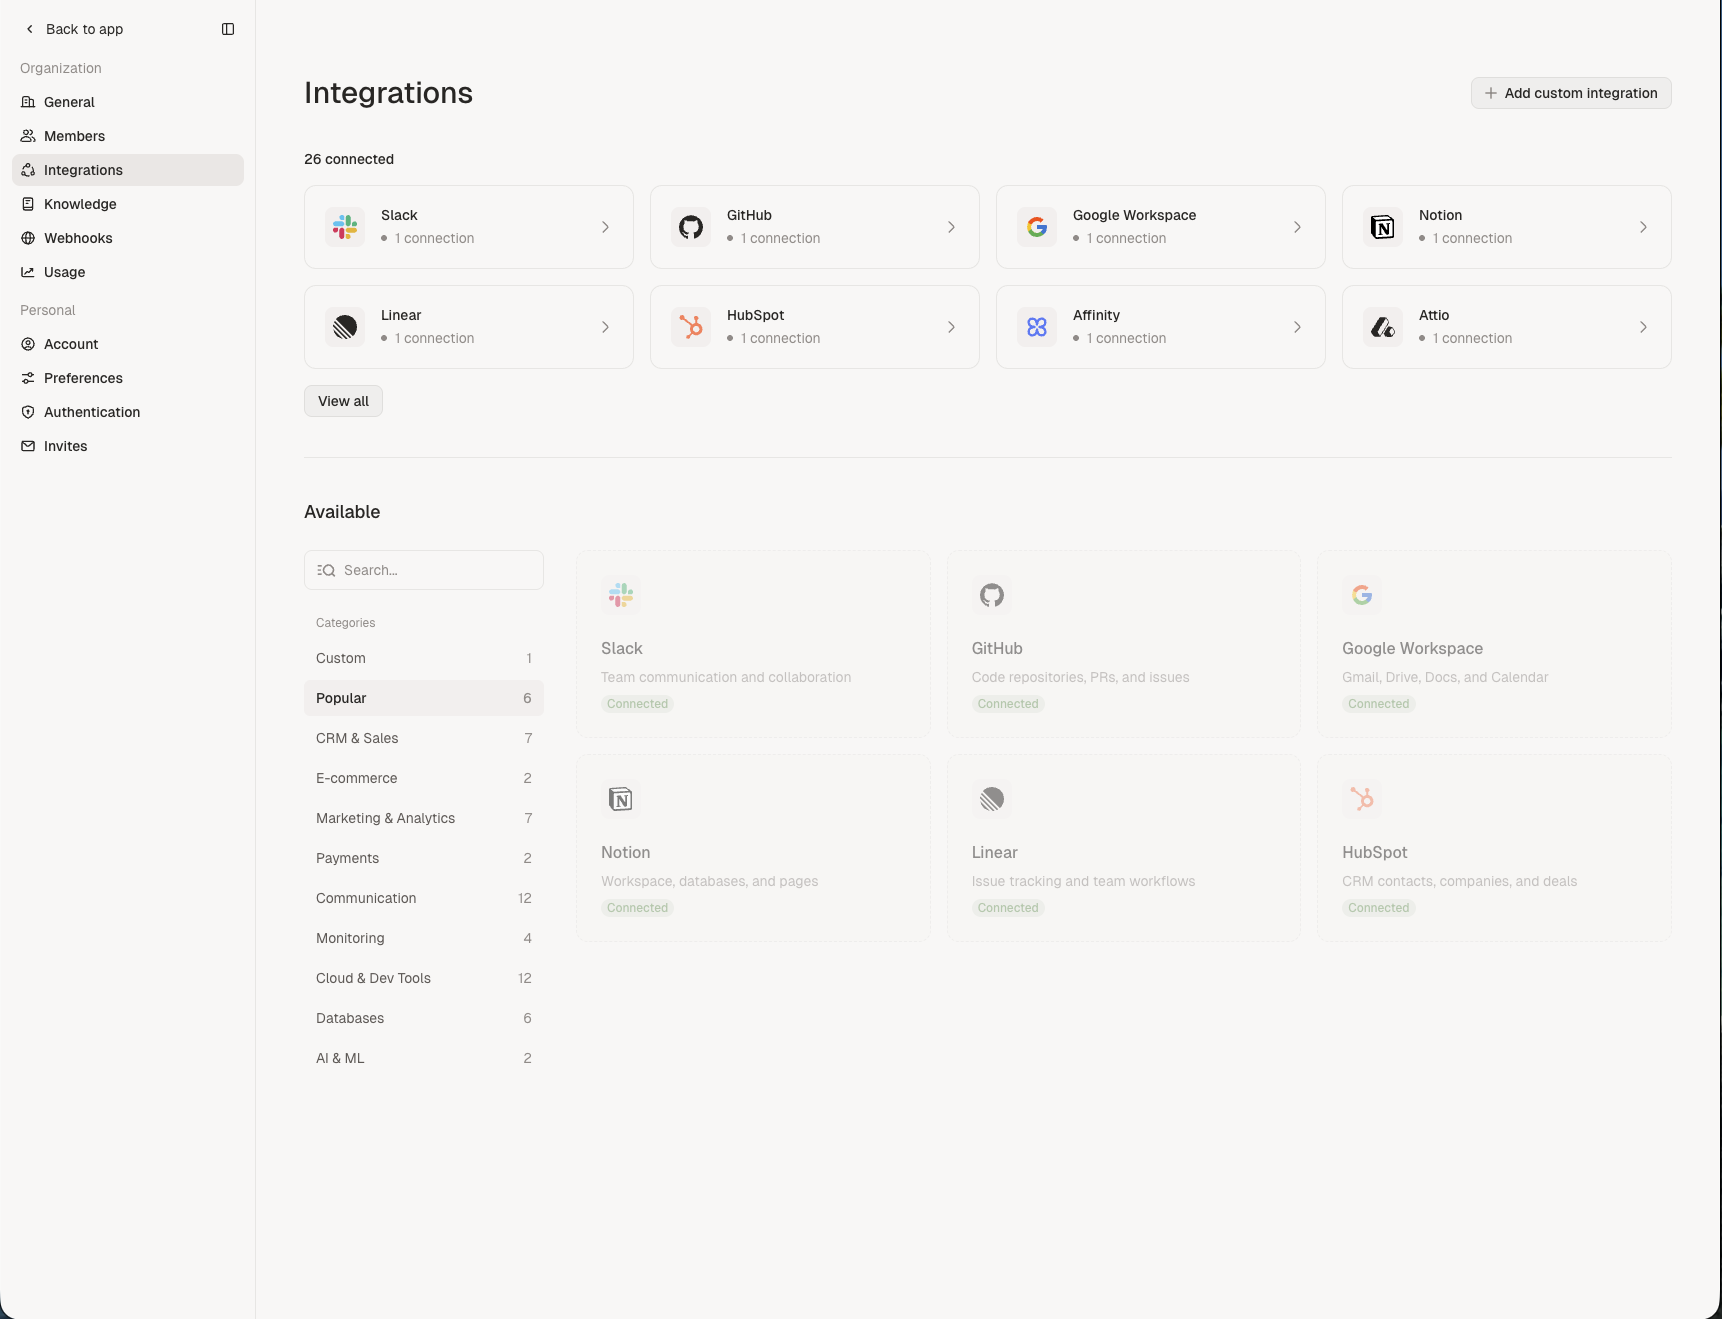 Back to app
Organization
General
Members
Integrations
Knowledge
Webhooks
Usage
Personal
Account
Preferences
Authentication
Invites
Integrations
Add custom integration
26 connected
Slack
1 connection
GitHub
1 connection
Google Workspace
1 connection
Notion
1 connection
Linear
1 connection
HubSpot
1 connection
Affinity
1 connection
Attio
1 connection
View all
Available
Search...
Categories
Custom 1
Popular 6
CRM & Sales 7
E-commerce 2
Marketing & Analytics 7
Payments 2
Communication 12
Monitoring 4
Cloud & Dev Tools 12
Databases 6
AI & ML 2
Slack
Team communication and collaboration
Connected
GitHub
Code repositories, PRs, and issues
Connected
Google Workspace
Gmail, Drive, Docs, and Calendar
Connected
Notion
Workspace, databases, and pages
Connected
Linear
Issue tracking and team workflows
Connected
HubSpot
CRM contacts, companies, and deals
Connected